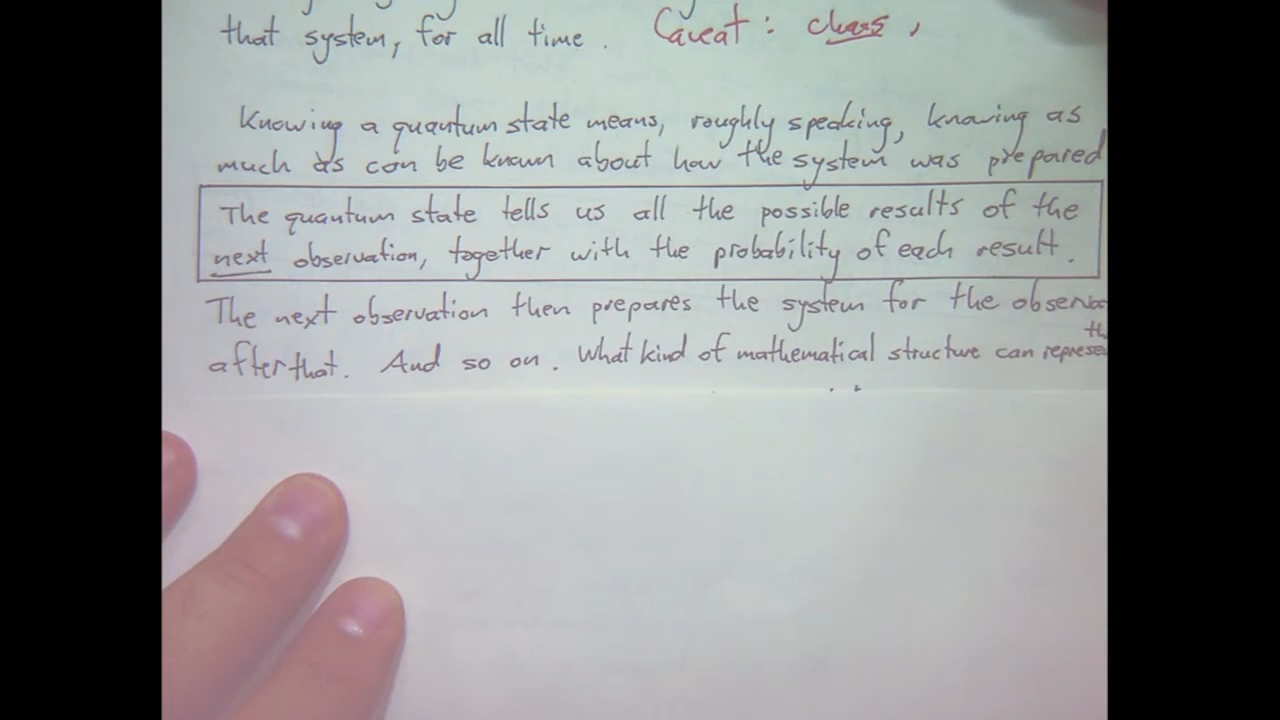 that system, for all time. Caveat: chaos,
Knowing a quantum state means, roughly speaking, knowing as
much as can be known about how the system was prepared
The quantum state tells us all the possible results of the
next observation, together with the probability of each result.
The next observation then prepares the system for the observa
th
after that. And so on. What kind of mathematical structure can represe